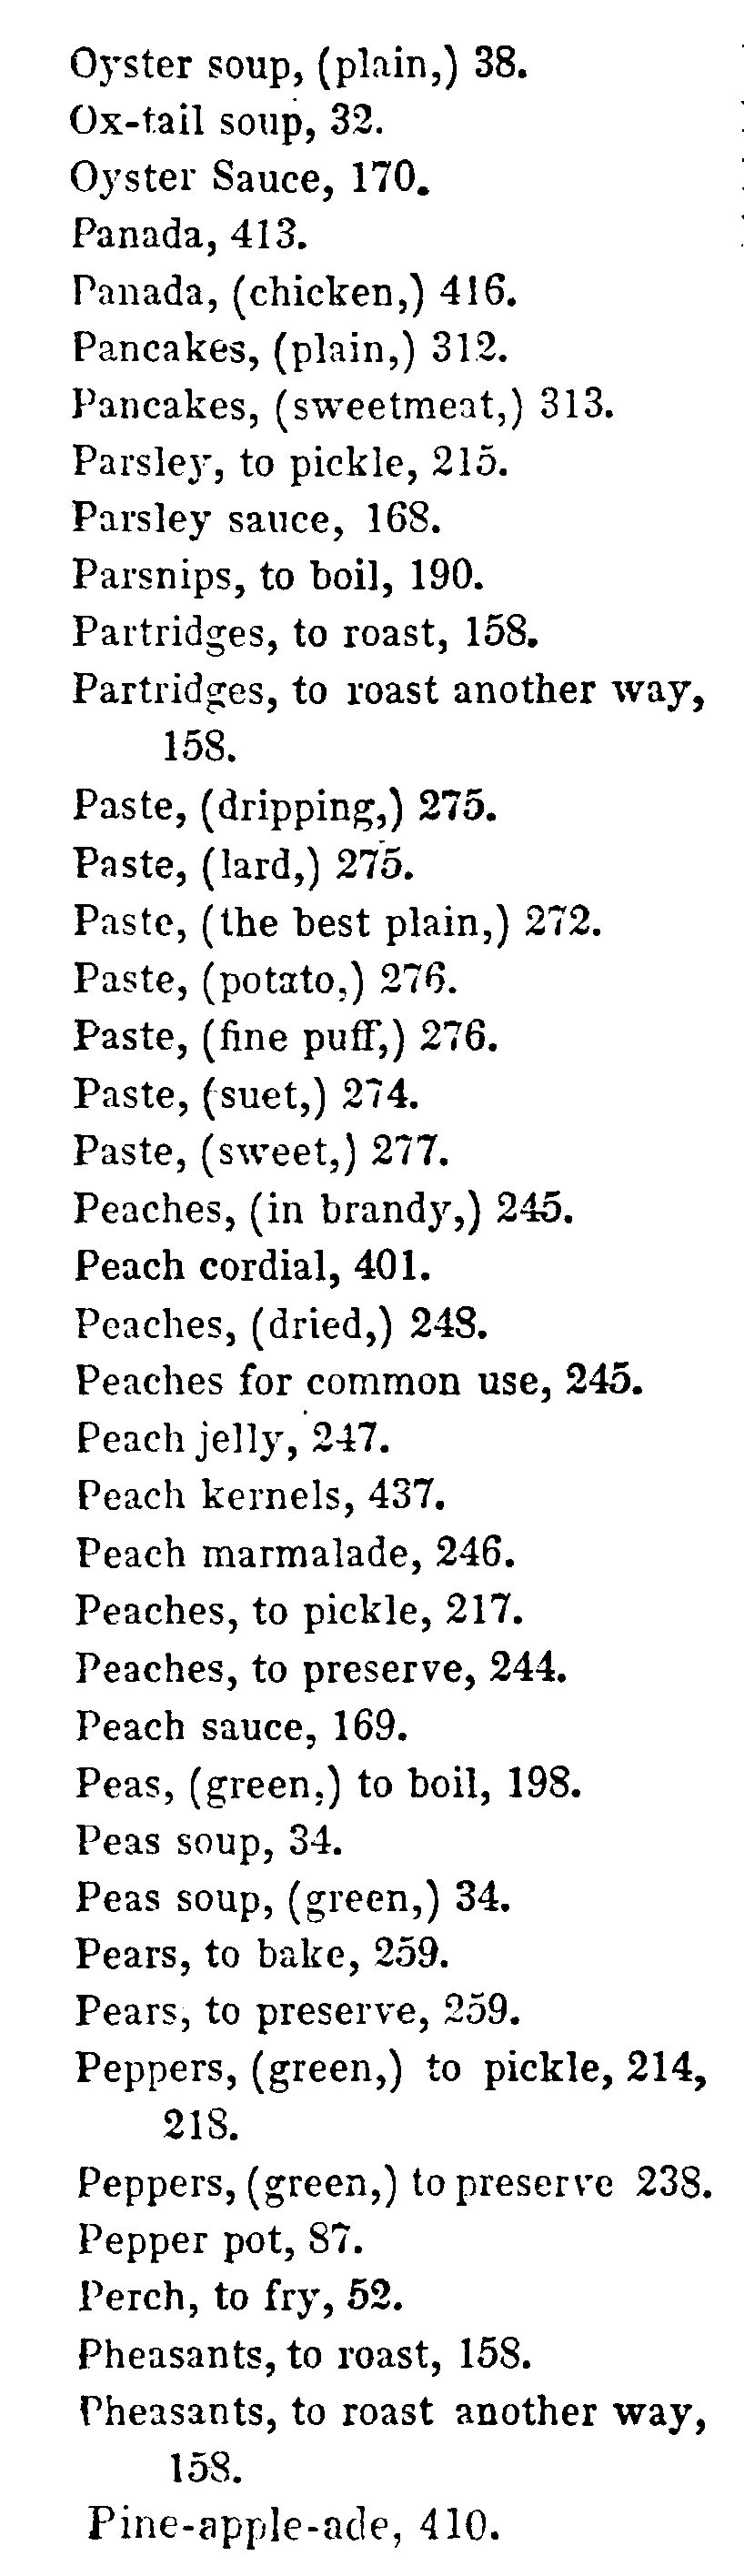 Oyster soup, (plain,) 38.
Ox-tail soup, 32.
Oyster Sauce, 170.
Panada, 413.
Panada, (chicken,) 416.
Pancakes, (plain,) 312.
Pancakes, (sweetmeat,) 313.
Parsley, to pickle, 215.
Parsley sauce, 168.
Parsnips, to boil, 190.
Partridges, to roast, 158.
Partridges, to roast another way,
158.
Paste, (dripping,) 275.
Paste, (lard,) 275.
Paste, (the best plain,) 272.
Paste, (potato,) 276.
Paste, (fine puff,) 276.
Paste, (suet,) 274.
Paste, (sweet,) 277.
Peaches, (in brandy,) 245.
Peach cordial, 401.
Peaches, (dried,) 248.
Peaches for common use, 245.
Peach jelly, 247.
Peach kernels, 437.
Peach marmalade, 246.
Peaches, to pickle, 217.
Peaches, to preserve, 244.
Peach sauce, 169.
Peas, (green,) to boil, 198.
Peas soup, 34.
Peas soup, (green,) 34.
Pears, to bake, 259.
Pears, to preserve, 259.
Peppers, (green,) to pickle, 214,
218.
Peppers, (green,) to preserve 238.
Pepper pot, 87.
Perch, to fry, 52.
Pheasants, to roast, 158.
Pheasants, to roast another way,
158.
Pine-apple-ade, 410.